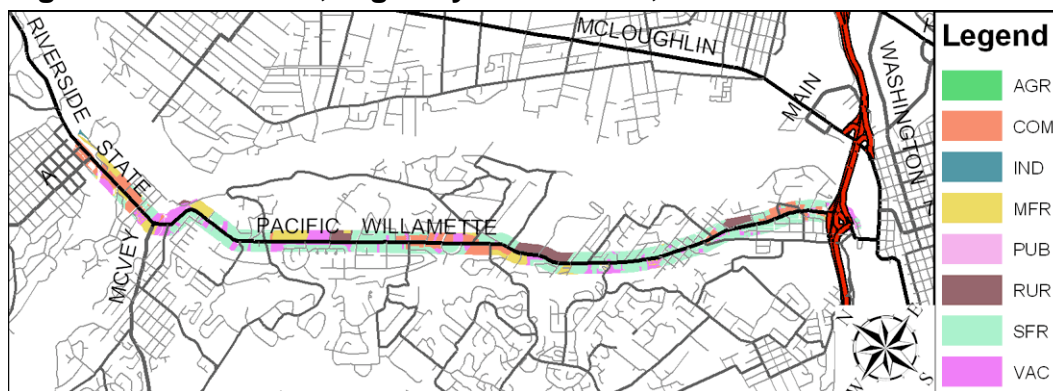 RIVERSIDE
STATE
A
MCVEY
PACIFIC
WILLAMETTE
MCLOUGHLIN
MAIN
WASHINGTON
Legend
AGR
COM
IND
MFR
PUB
RUR
SFR
VAC
N
E
S
W